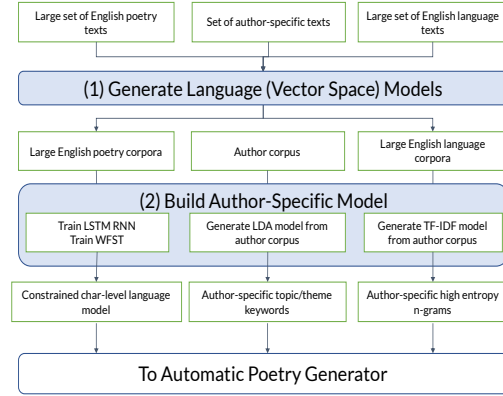 Large set of English poetry
texts
Set of author-specific texts
Large set of English language
texts
(1) Generate Language (Vector Space) Models
Large English poetry corpora
Author corpus
Large English language
corpora
(2) Build Author-Specific Model
Train LSTM RNN
Train WFST
Generate LDA model from
author corpus
Generate TF-IDF model
from author corpus
Constrained char-level language
model
Author-specific topic/theme
keywords
Author-specific high entropy
n-grams
To Automatic Poetry Generator